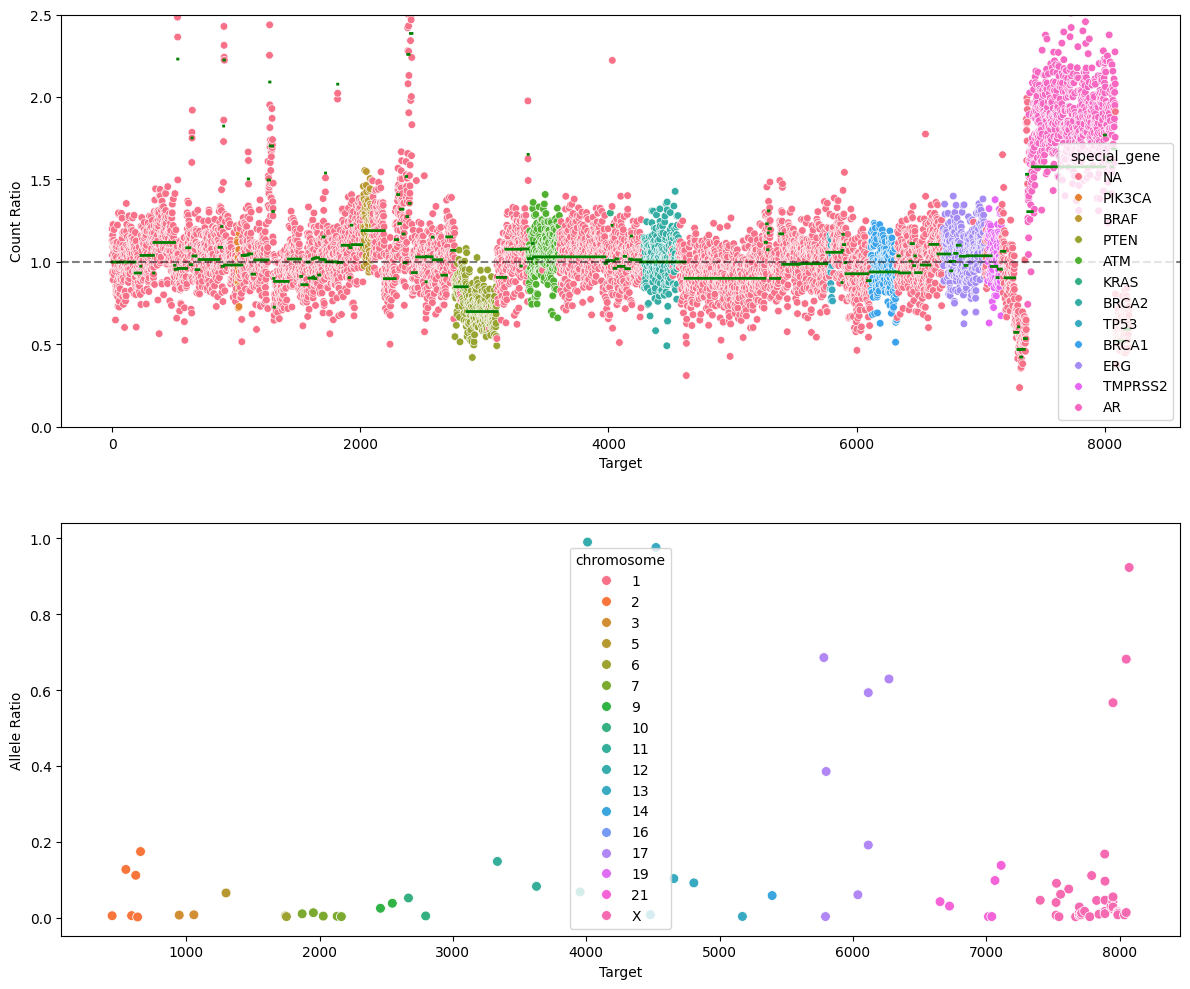 2.5
2.0
1.5
1.0
0.5
0.0
Count Ratio
0
2000
4000
6000
8000
Target
special_gene
NA
PIK3CA
BRAF
PTEN
ATM
KRAS
BRCA2
TP53
BRCA1
ERG
TMPRSS2
AR
1.0
0.8
0.6
0.4
0.2
0.0
Allele Ratio
1000
2000
3000
4000
5000
6000
7000
8000
Target
chromosome
1
2
3
5
6
7
9
10
11
12
13
14
16
17
19
21
X